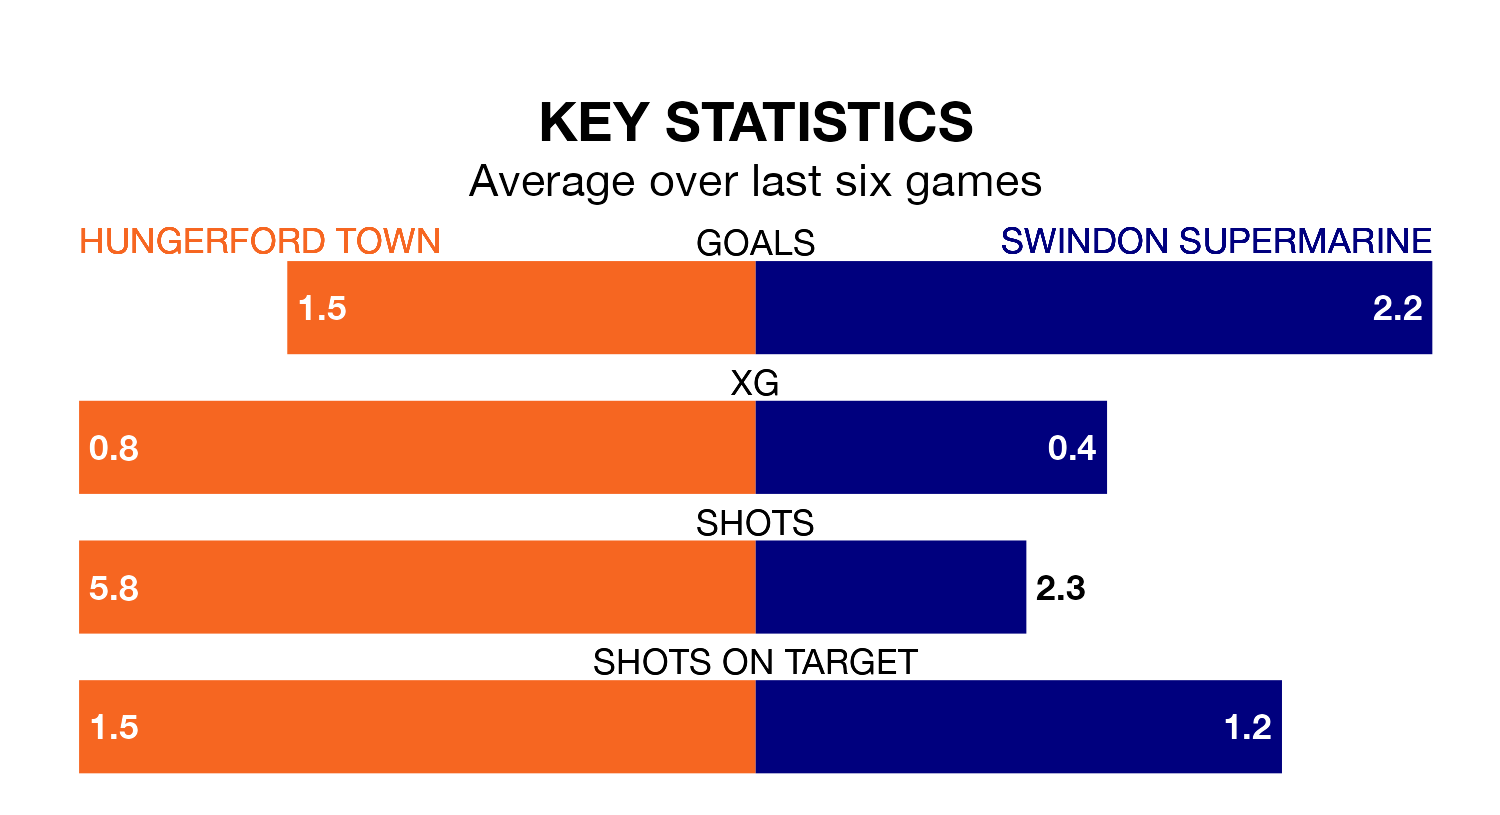 KEY STATISTICS
Average over last six games
HUNGERFORD TOWN GOALS SWINDON SUPERMARINE
1.5 2.2
XG
0.8 0.4
SHOTS
5.8 2.3
SHOTS ON TARGET
1.5 1.2